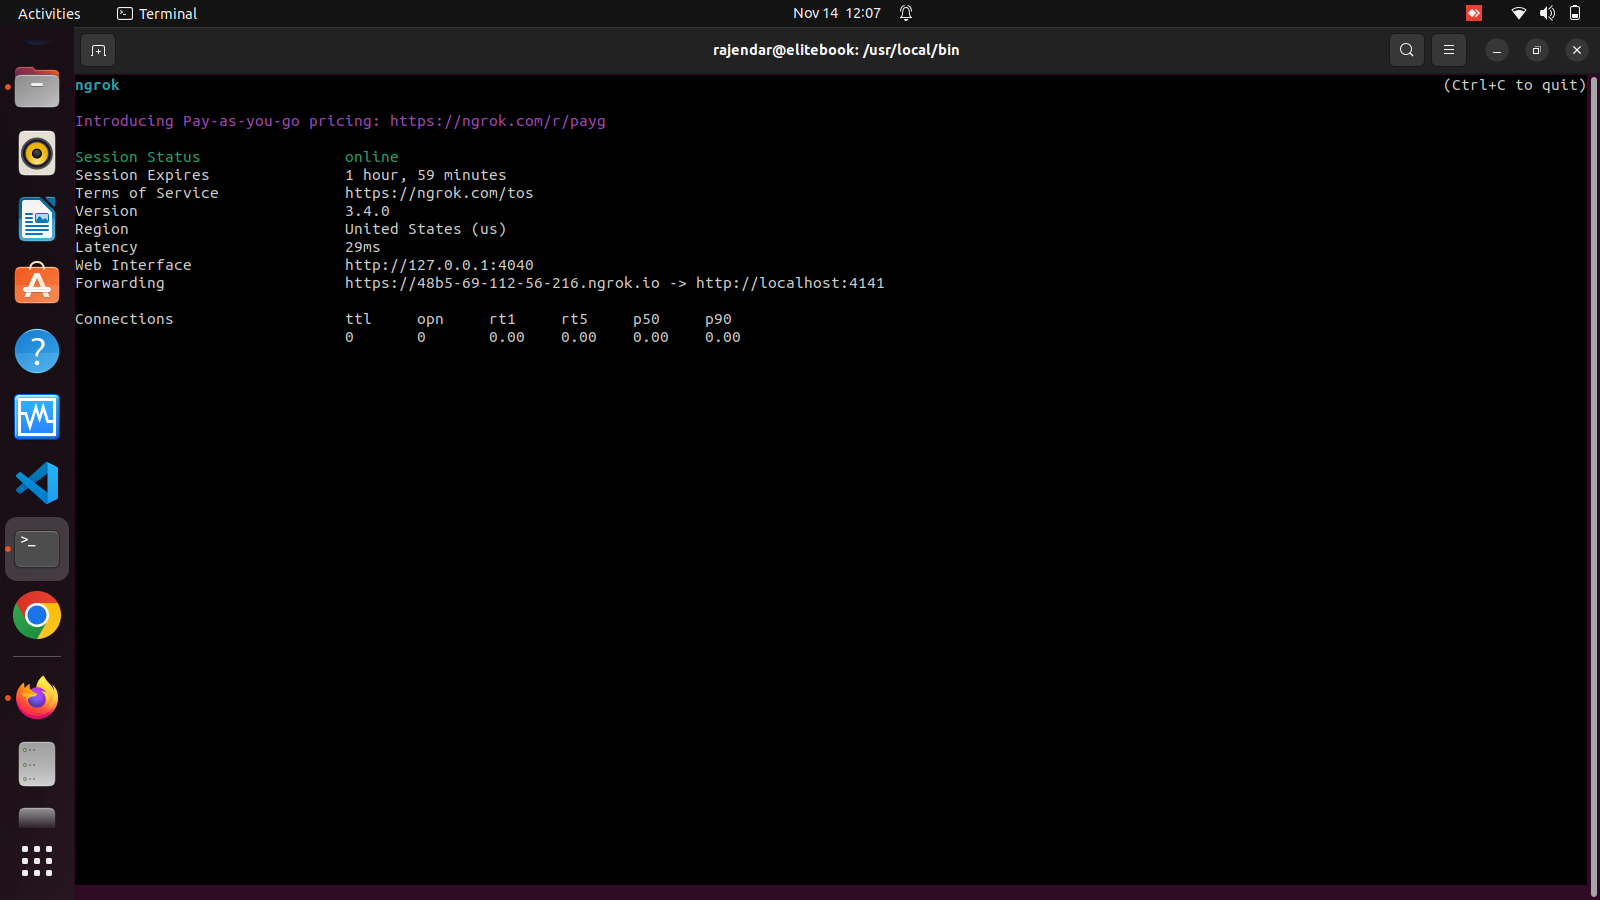 Activities Terminal Nov 14 12:07
rajendar@elitebook: /usr/local/bin
ngrok (Ctrl+C to quit)
Introducing Pay-as-you-go pricing: https://ngrok.com/r/payg
Session Status online
Session Expires 1 hour, 59 minutes
Terms of Service https://ngrok.com/tos
Version 3.4.0
Region United States (us)
Latency 29ms
Web Interface http://127.0.0.1:4040
Forwarding https://48b5-69-112-56-216.ngrok.io -> http://localhost:4141
Connections ttl opn rt1 rt5 p50 p90
0 0 0.00 0.00 0.00 0.00